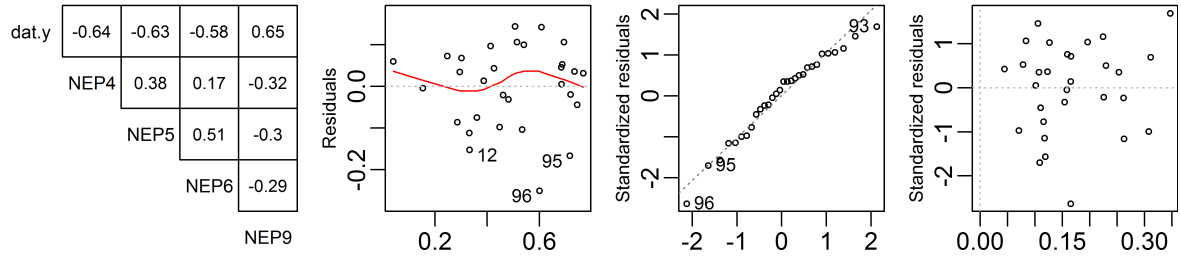 dat.y -0.64 -0.63 -0.58 0.65
NEP4 0.38 0.17 -0.32
NEP5 0.51 -0.3
NEP6 -0.29
NEP9
Residuals
0.0
-0.2
12
95
96
0.2 0.6
Standardized residuals
2
1
0
-2
93
95
96
-2 -1 0 1 2
Standardized residuals
1
0
-1
-2
0.00 0.15 0.30